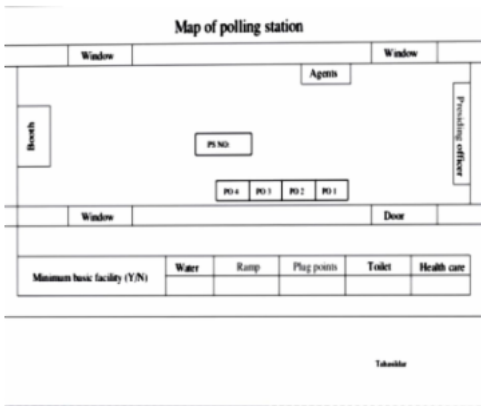 Map of polling station
Window Window
Agents
Booth
Presiding officer
PS NO
PO 4 PO 3 PO 2 PO 1
Window Door
Minimum basic facility (Y/N) Water Ramp Plug points Toilet Health care
Tahasildar